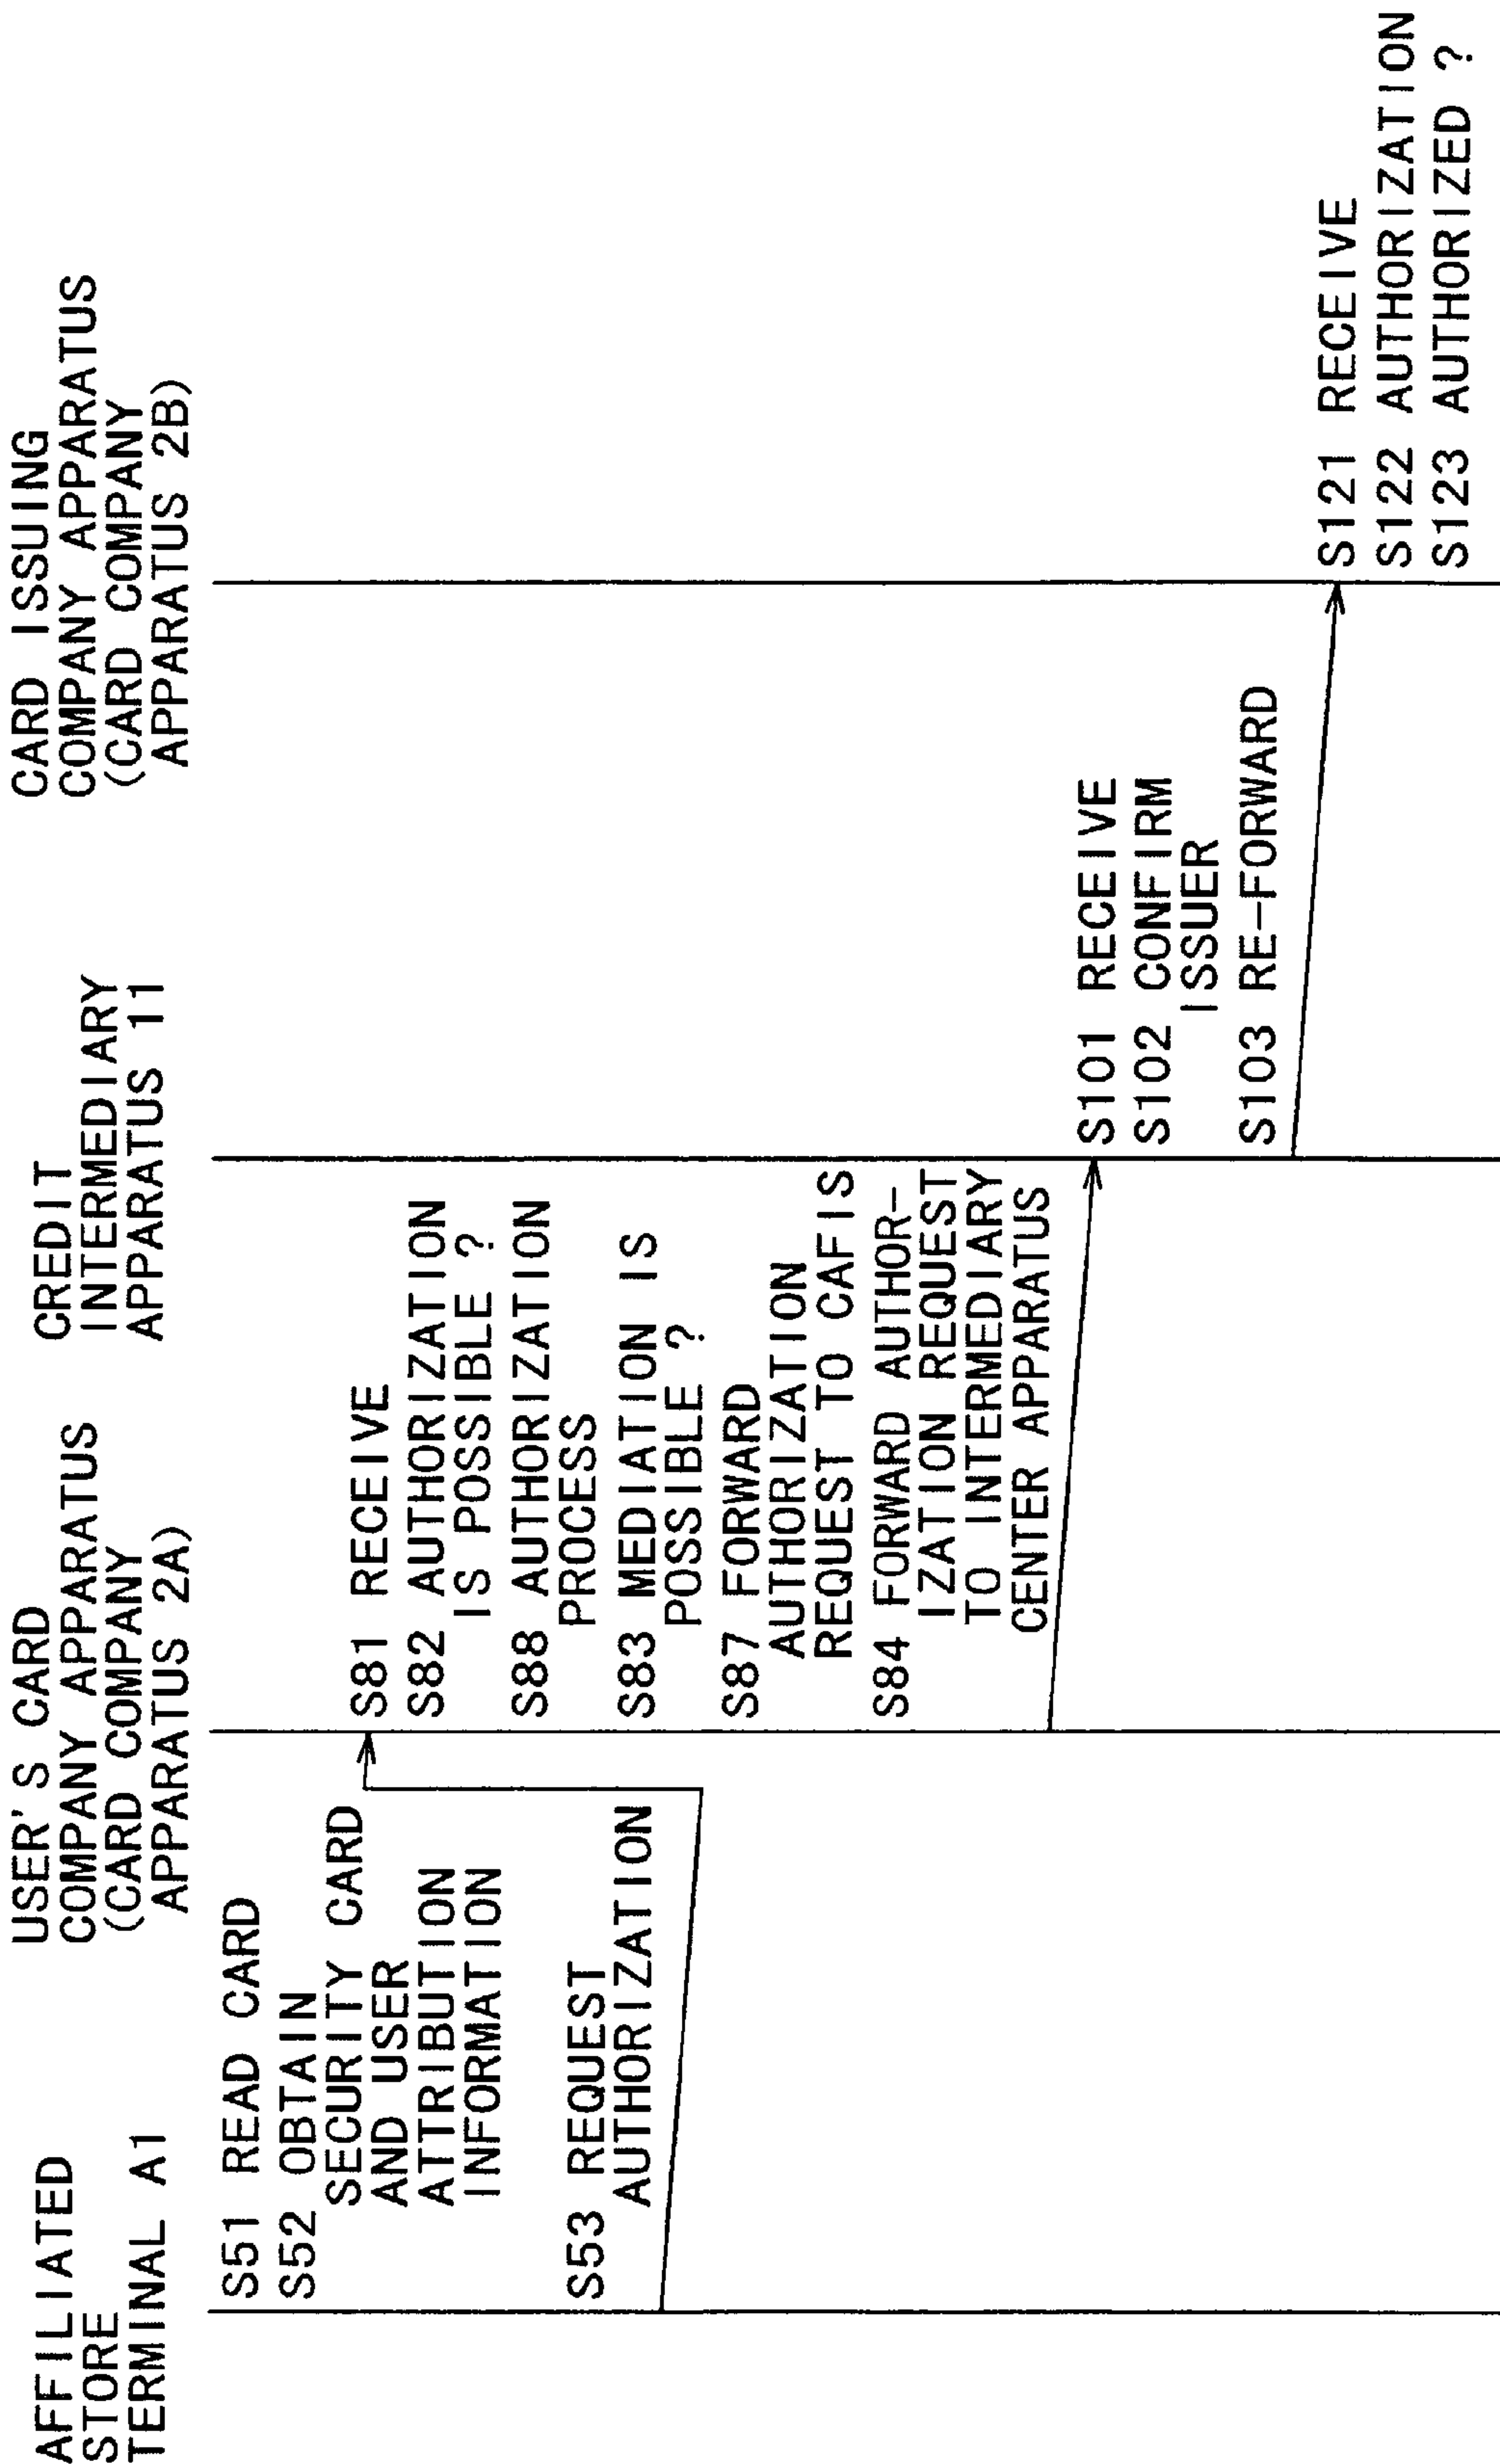 AFFILIATED
STORE
TERMINAL A1
USER'S CARD
COMPANY APPARATUS
(CARD COMPANY
APPARATUS 2A)
CREDIT
INTERMEDIARY
APPARATUS 11
CARD ISSUING
COMPANY APPARATUS
(CARD COMPANY
APPARATUS 2B)
S51 READ CARD
S52 OBTAIN
SECURITY CARD
AND USER
ATTRIBUTION
INFORMATION
S53 REQUEST
AUTHORIZATION
S81 RECEIVE
S82 AUTHORIZATION
IS POSSIBLE ?
S88 AUTHORIZATION
PROCESS
S83 MEDIATION IS
POSSIBLE ?
S87 FORWARD
AUTHORIZATION
REQUEST TO CAFIS
S84 FORWARD AUTHOR-
IZATION REQUEST
TO INTERMEDIARY
CENTER APPARATUS
S101 RECEIVE
S102 CONFIRM
ISSUER
S103 RE-FORWARD
S121 RECEIVE
S122 AUTHORIZATION
S123 AUTHORIZED ?